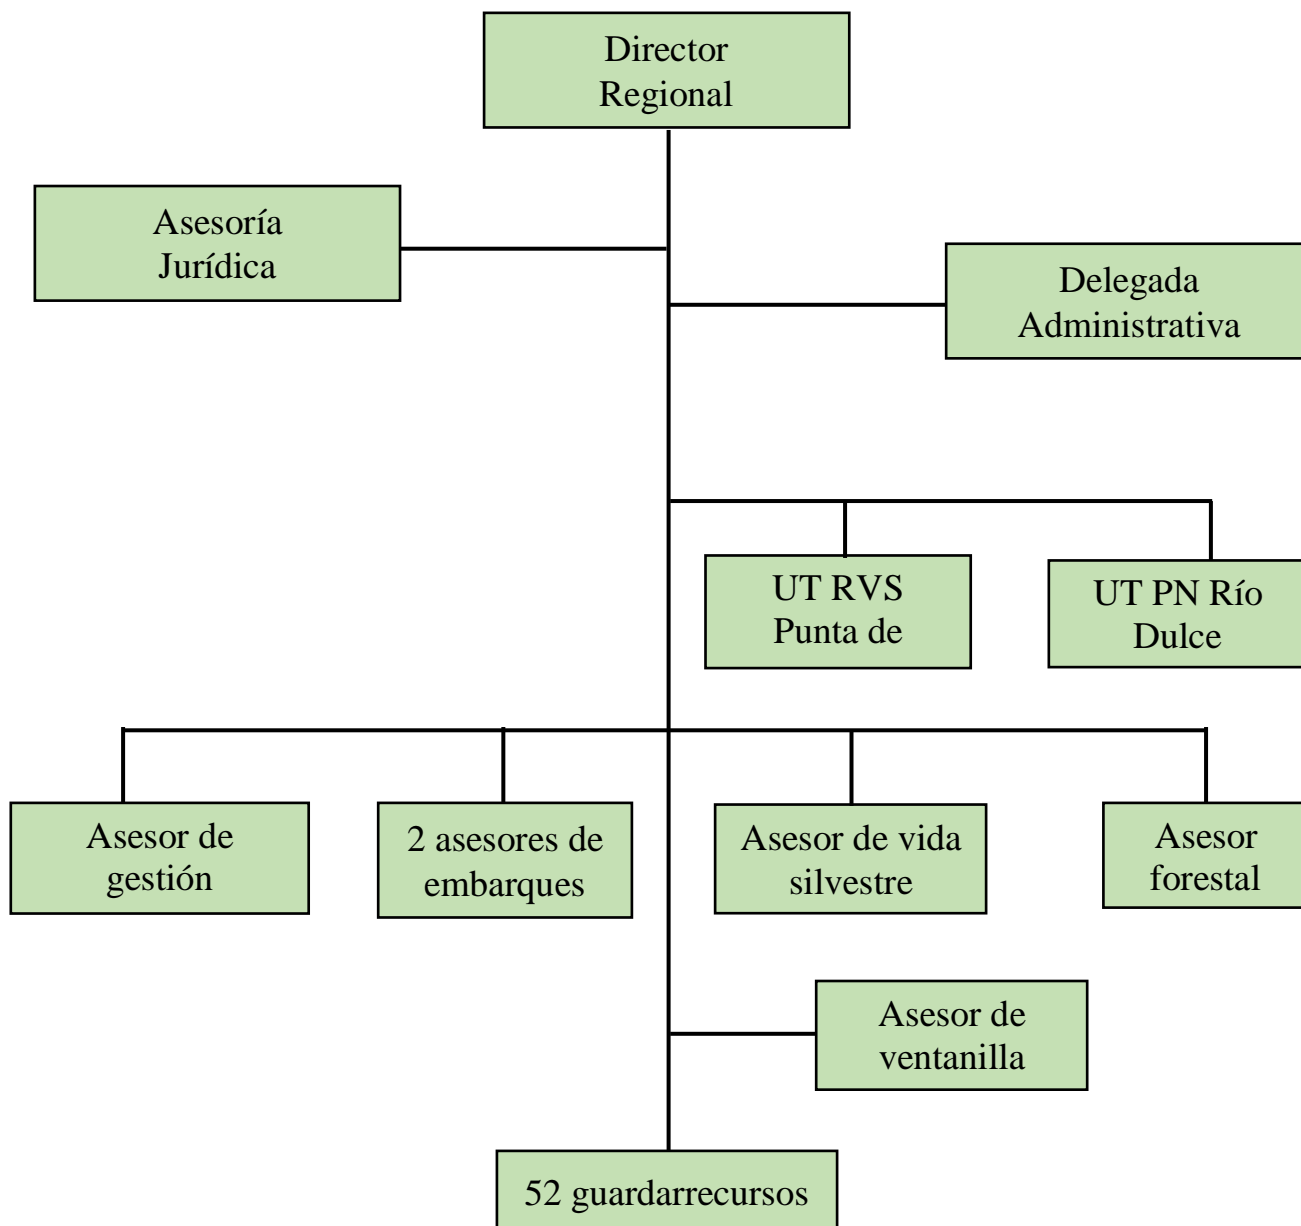 Director
Regional
Asesoría
Jurídica
Delegada
Administrativa
UT RVS
Punta de
UT PN Río
Dulce
Asesor de
gestión
2 asesores de
embarques
Asesor de vida
silvestre
Asesor
forestal
Asesor de
ventanilla
52 guardarrecursos